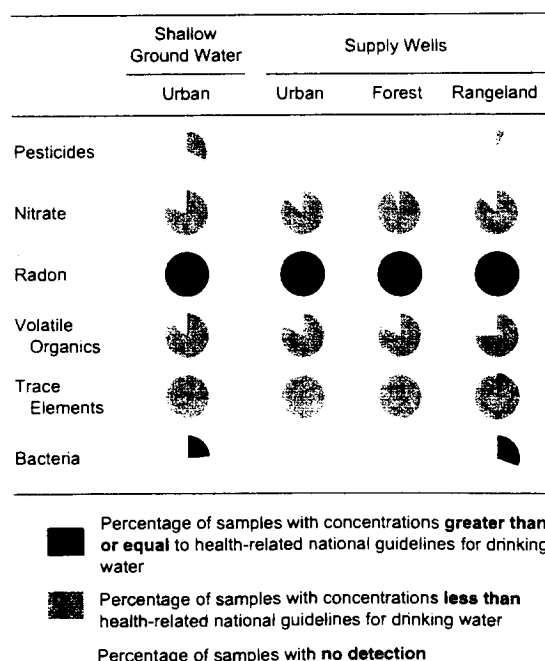 Shallow
Ground Water
Supply Wells
Urban
Urban
Forest
Rangeland
Pesticides
Nitrate
Radon
Volatile
Organics
Trace
Elements
Bacteria
Percentage of samples with concentrations greater than
or equal to health-related national guidelines for drinking
water
Percentage of samples with concentrations less than
health-related national guidelines for drinking water
Percentage of samples with no detection